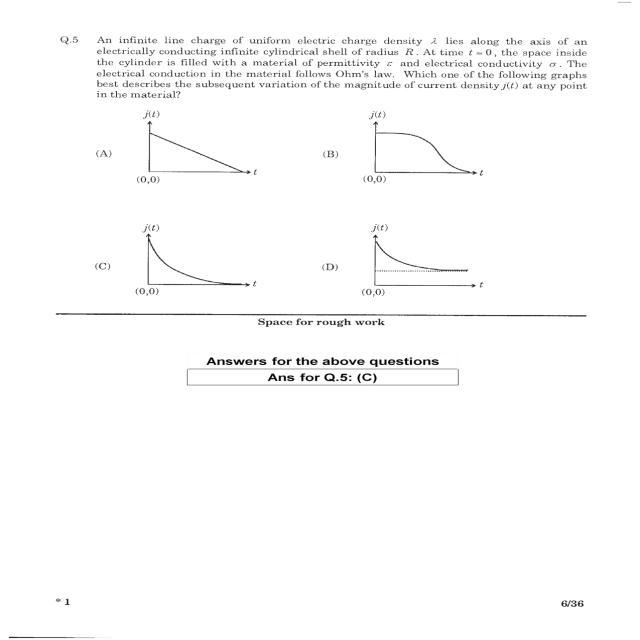 Q.5 An infinite line charge of uniform electric charge density λ lies along the axis of an
electrically conducting infinite cylindrical shell of radius R. At time t = 0, the space inside
the cylinder is filled with a material of permittivity ε and electrical conductivity σ. The
electrical conduction in the material follows Ohm's law. Which one of the following graphs
best describes the subsequent variation of the magnitude of current density j(t) at any point
in the material?
j(t)
(A)
t
(0,0)
j(t)
(B)
t
(0,0)
j(t)
(C)
t
(0,0)
j(t)
(D)
t
(0,0)
Space for rough work
Answers for the above questions
Ans for Q.5: (C)
* 1
6/36